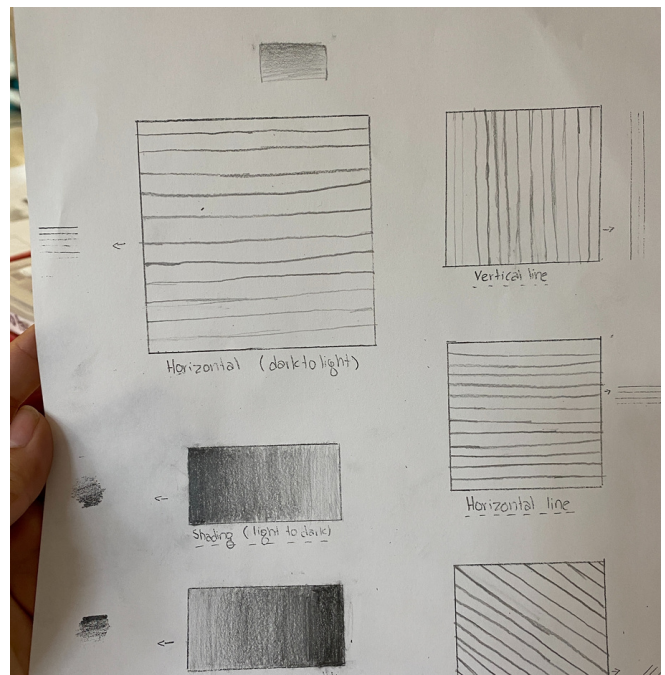 Vertical line
Horizontal (dark to light)
Horizontal line
Shading (light to dark)